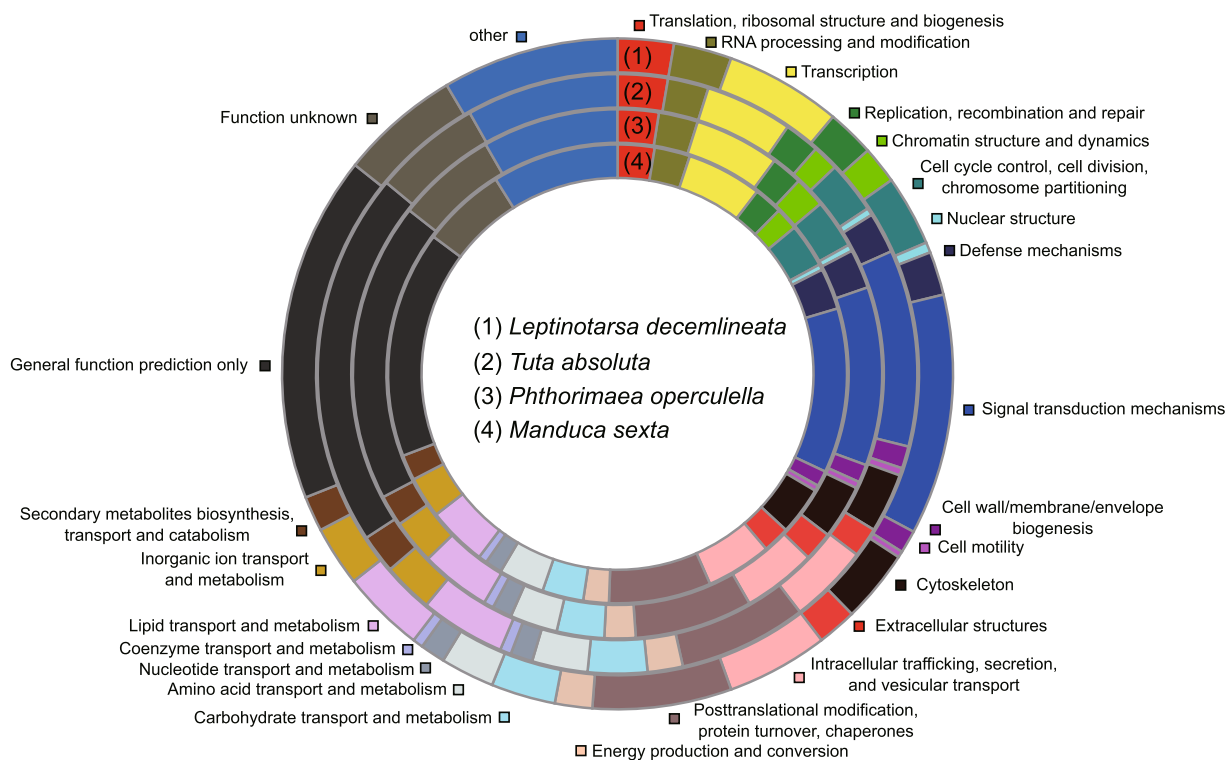 Translation, ribosomal structure and biogenesis
other
RNA processing and modification
(1)
Transcription
(2)
Function unknown
Replication, recombination and repair
(3)
Chromatin structure and dynamics
(4)
Cell cycle control, cell division,
chromosome partitioning
Nuclear structure
Defense mechanisms
(1) Leptinotarsa decemlineata
(2) Tuta absoluta
(3) Phthorimaea operculella
(4) Manduca sexta
General function prediction only
Signal transduction mechanisms
Secondary metabolites biosynthesis,
transport and catabolism
Cell wall/membrane/envelope
biogenesis
Cell motility
Inorganic ion transport
and metabolism
Cytoskeleton
Lipid transport and metabolism
Extracellular structures
Coenzyme transport and metabolism
Nucleotide transport and metabolism
Intracellular trafficking, secretion,
and vesicular transport
Amino acid transport and metabolism
Carbohydrate transport and metabolism
Posttranslational modification,
protein turnover, chaperones
Energy production and conversion